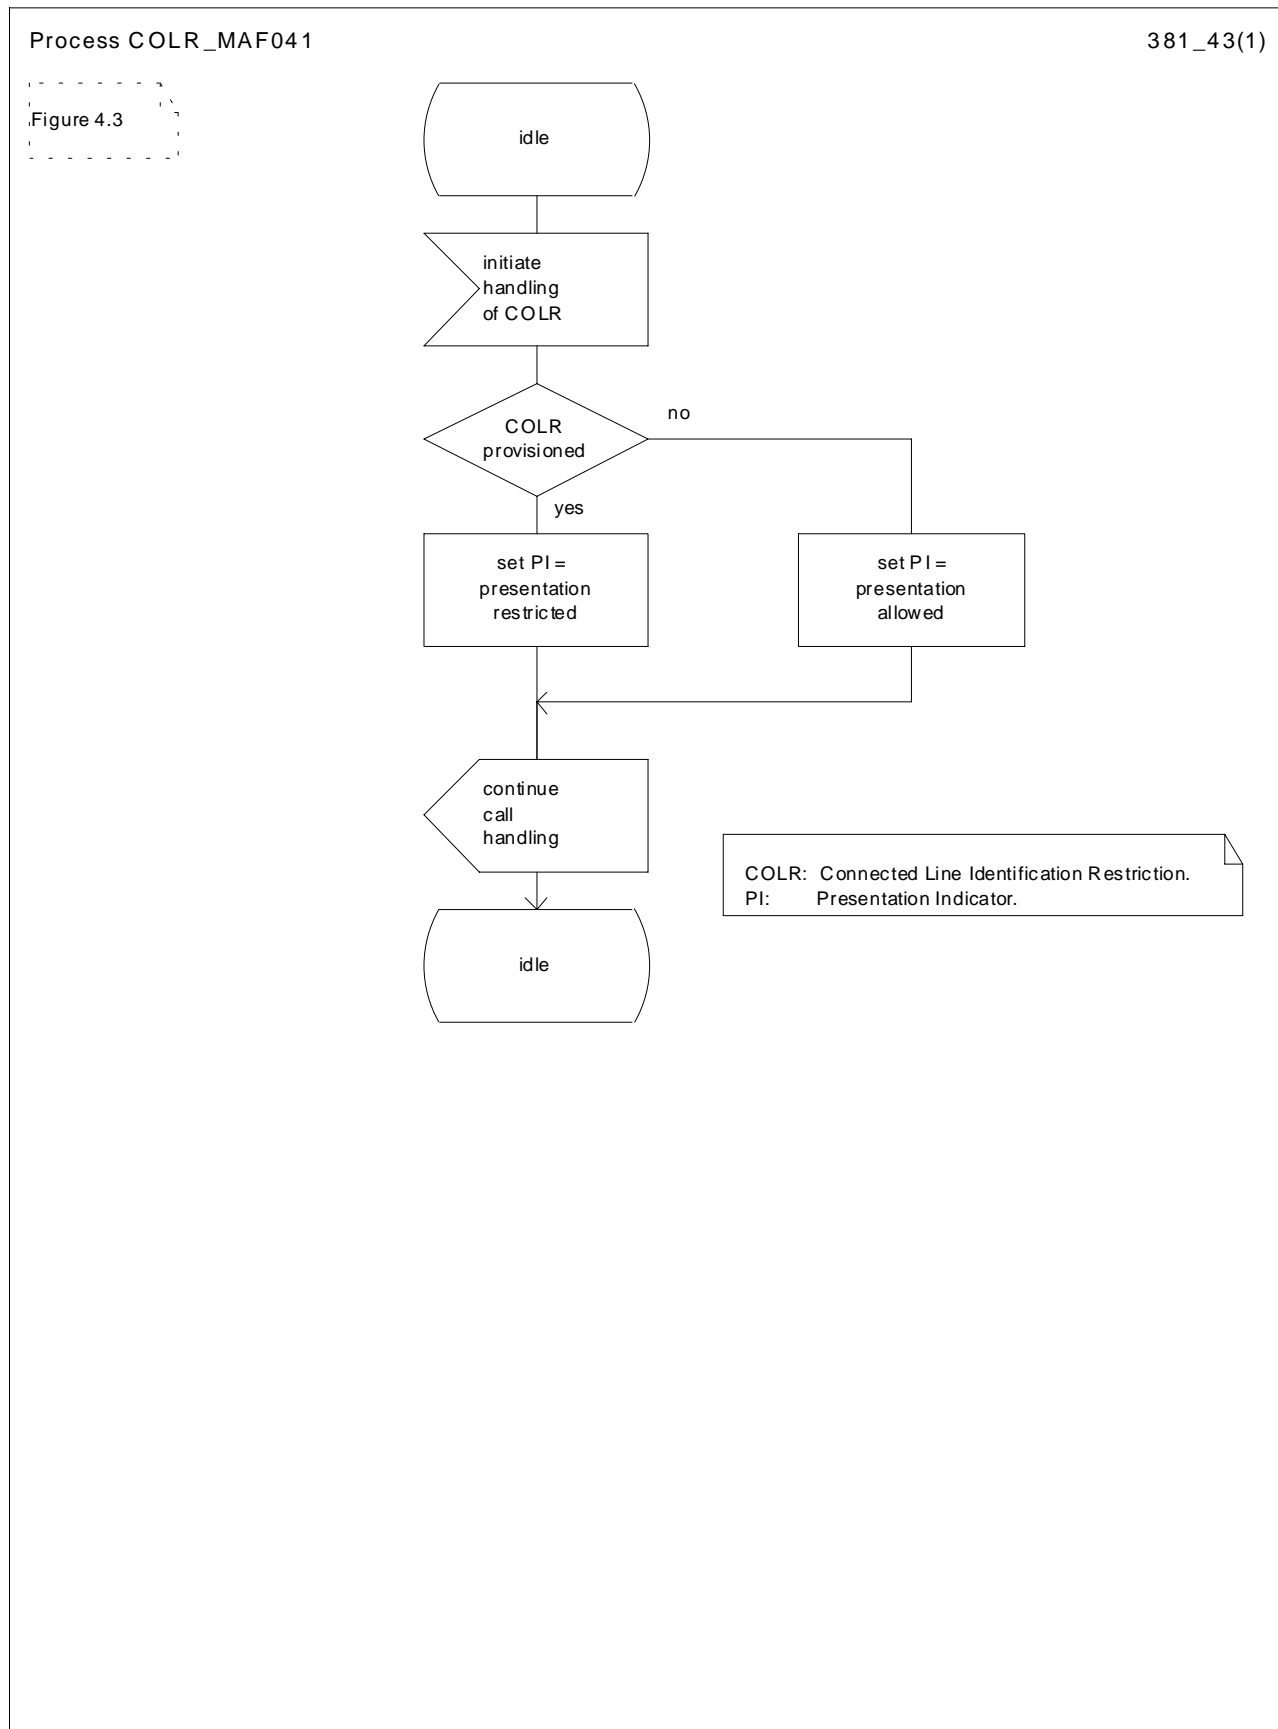 Process COLR_MAF041
381_43(1)
Figure 4.3
idle
initiate
handling
of COLR
COLR
provisioned
no
yes
set PI =
presentation
restricted
set PI =
presentation
allowed
continue
call
handling
COLR: Connected Line Identification Restriction.
PI: Presentation Indicator.
idle